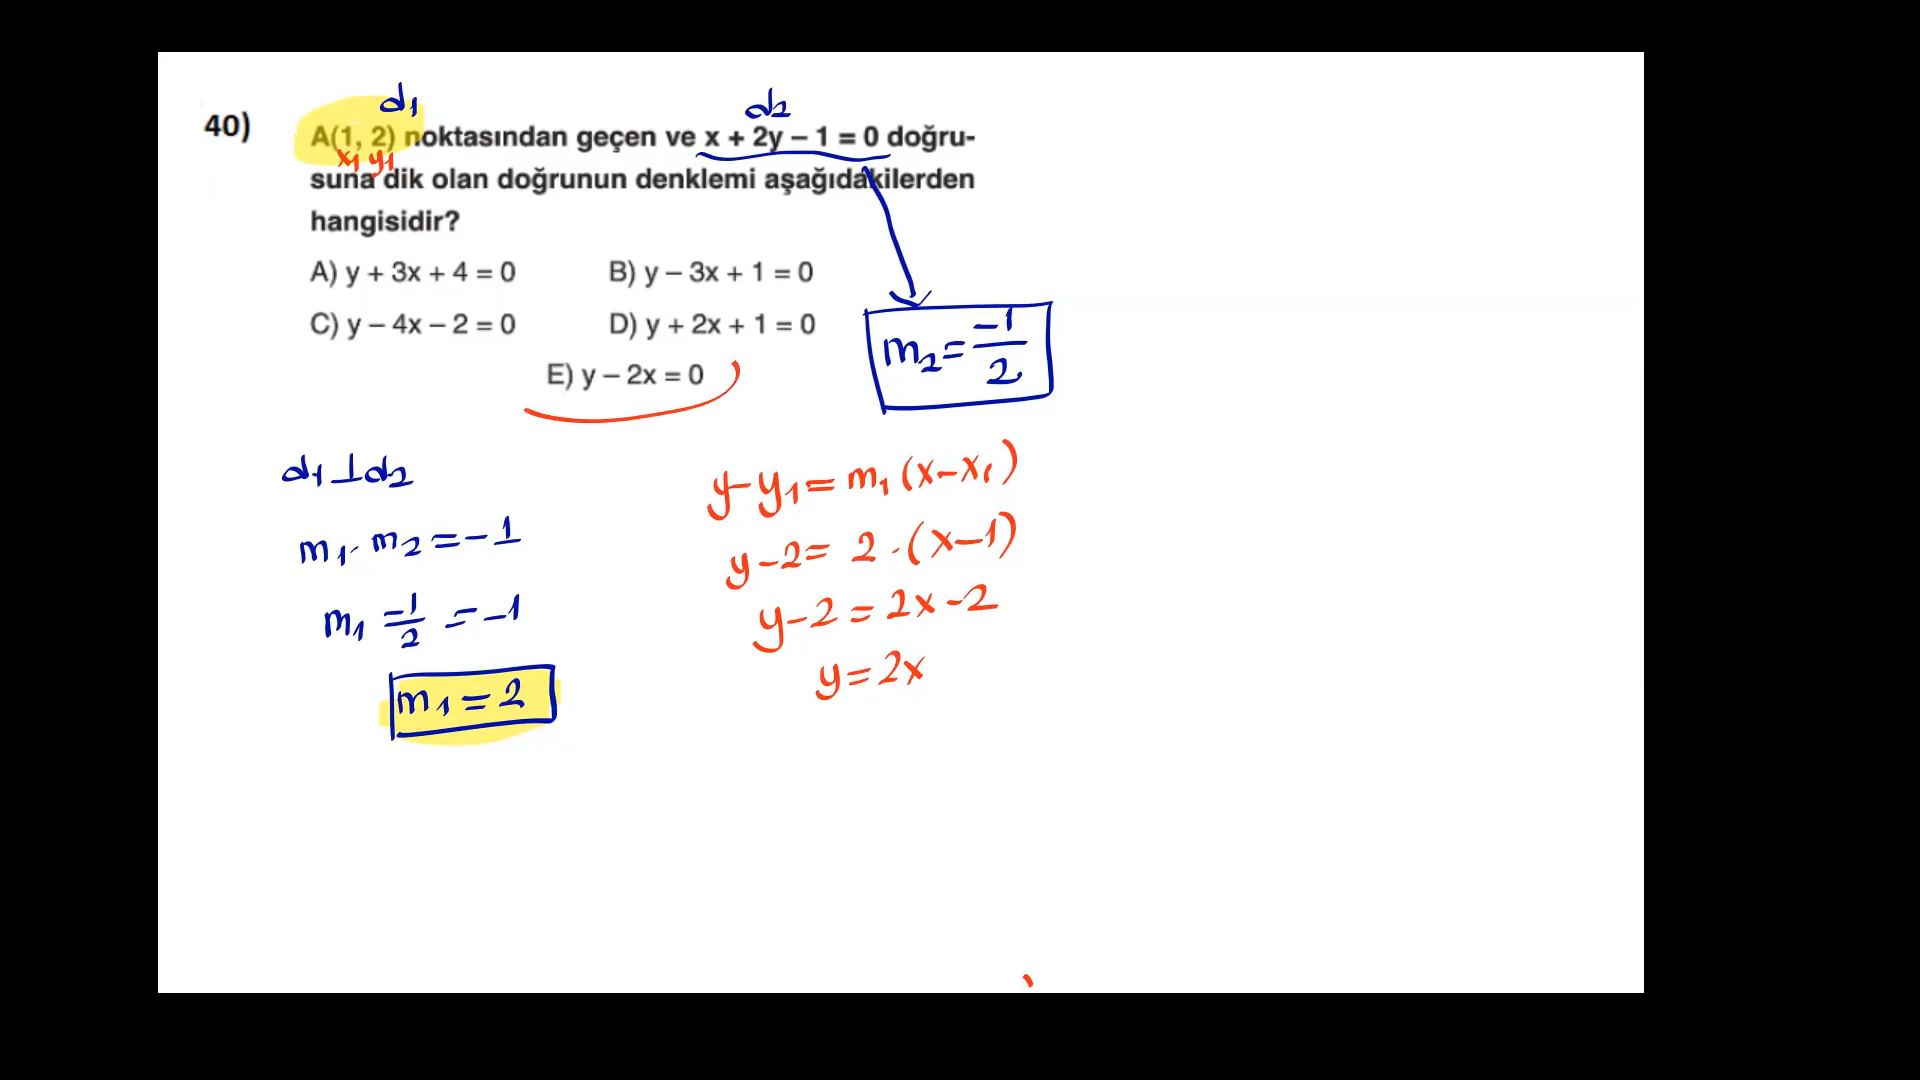 d1
d2
40)
A(1, 2) noktasından geçen ve x + 2y – 1 = 0 doğru-
x1 y1
suna dik olan doğrunun denklemi aşağıdakilerden
hangisidir?
A) y + 3x + 4 = 0
B) y – 3x + 1 = 0
C) y – 4x – 2 = 0
D) y + 2x + 1 = 0
E) y – 2x = 0
m2 = -1/2
d1 ⊥ d2
m1 · m2 = -1
m1 -1/2 = -1
m1 = 2
y - y1 = m1 (x - x1)
y - 2 = 2 · (x - 1)
y - 2 = 2x - 2
y = 2x